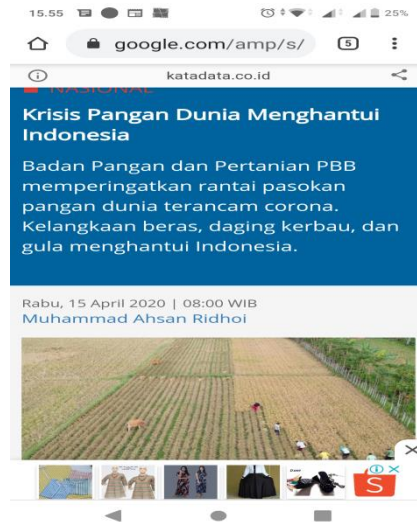 15.55
25%
google.com/amp/s/
5
katadata.co.id
NASIONAL
Krisis Pangan Dunia Menghantui
Indonesia
Badan Pangan dan Pertanian PBB
memperingatkan rantai pasokan
pangan dunia terancam corona.
Kelangkaan beras, daging kerbau, dan
gula menghantui Indonesia.
Rabu, 15 April 2020 | 08:00 WIB
Muhammad Ahsan Ridhoi